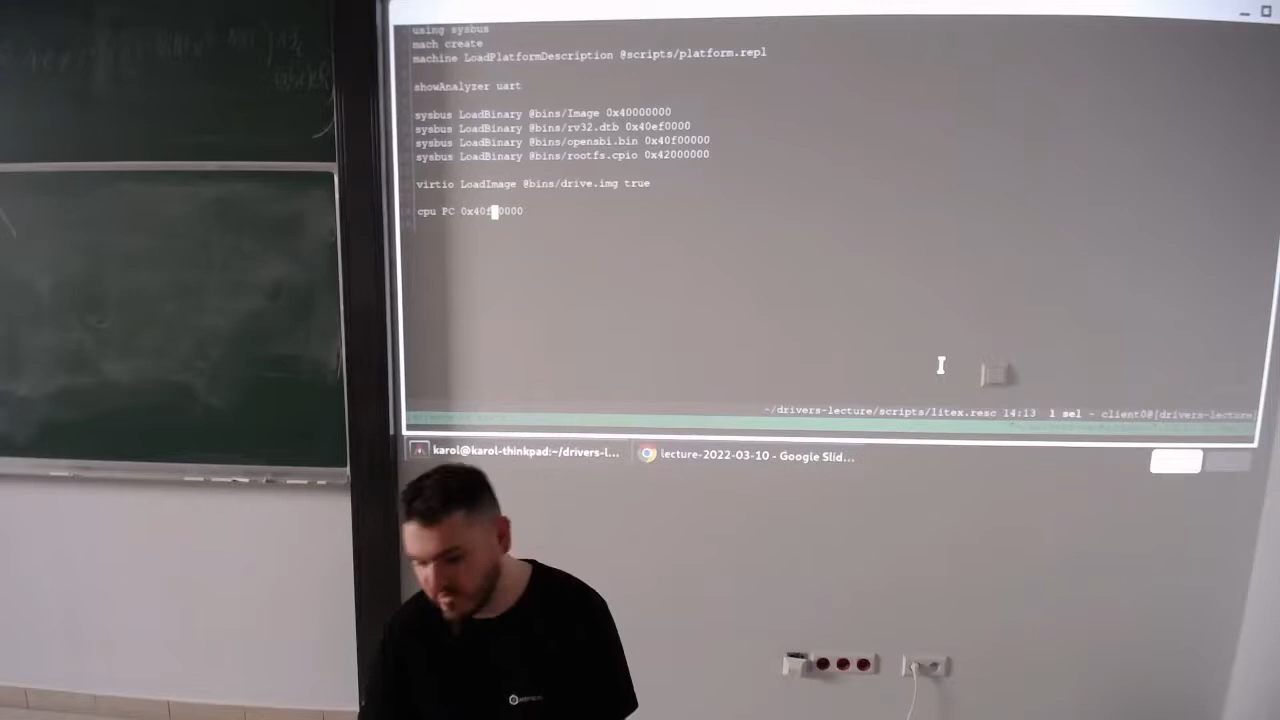 using sysbus
mach create
machine LoadPlatformDescription @scripts/platform.repl
showAnalyzer uart
sysbus LoadBinary @bins/Image 0x40000000
sysbus LoadBinary @bins/rv32.dtb 0x40ef0000
sysbus LoadBinary @bins/opensbi.bin 0x40f00000
sysbus LoadBinary @bins/rootfs.cpio 0x42000000
virtio LoadImage @bins/drive.img true
cpu PC 0x40f00000
~/drivers-lecture/scripts/litex.resc 14:13 1 sel - client0@[drivers-lecture]
karol@karol-thinkpad:~/drivers-l...
lecture-2022-03-10 - Google Slid...